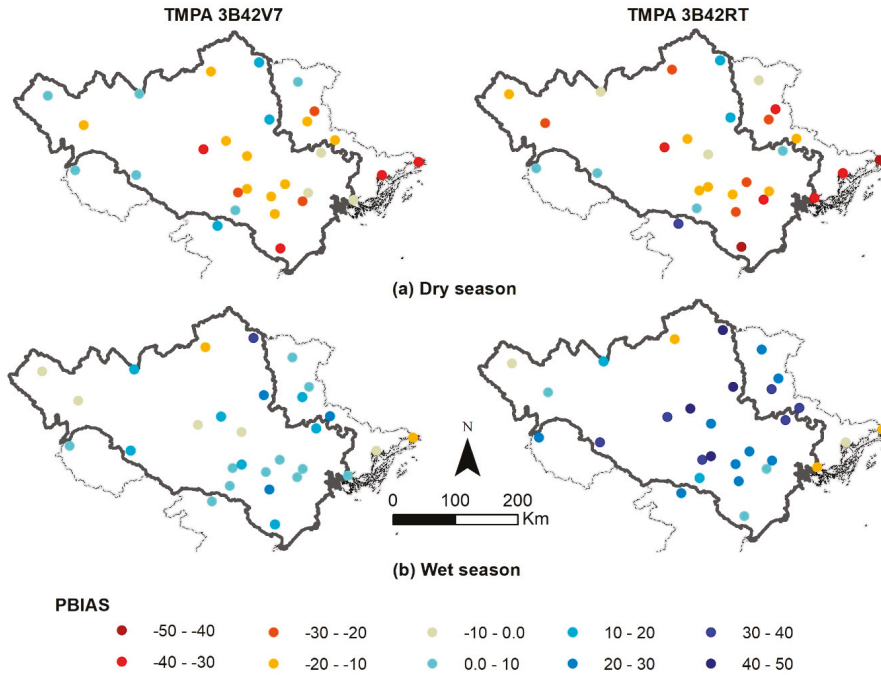 TMPA 3B42V7 TMPA 3B42RT
(a) Dry season
N
0 100 200
Km
(b) Wet season
PBIAS
-50 - -40 -30 - -20 -10 - 0.0 10 - 20 30 - 40
-40 - -30 -20 - -10 0.0 - 10 20 - 30 40 - 50